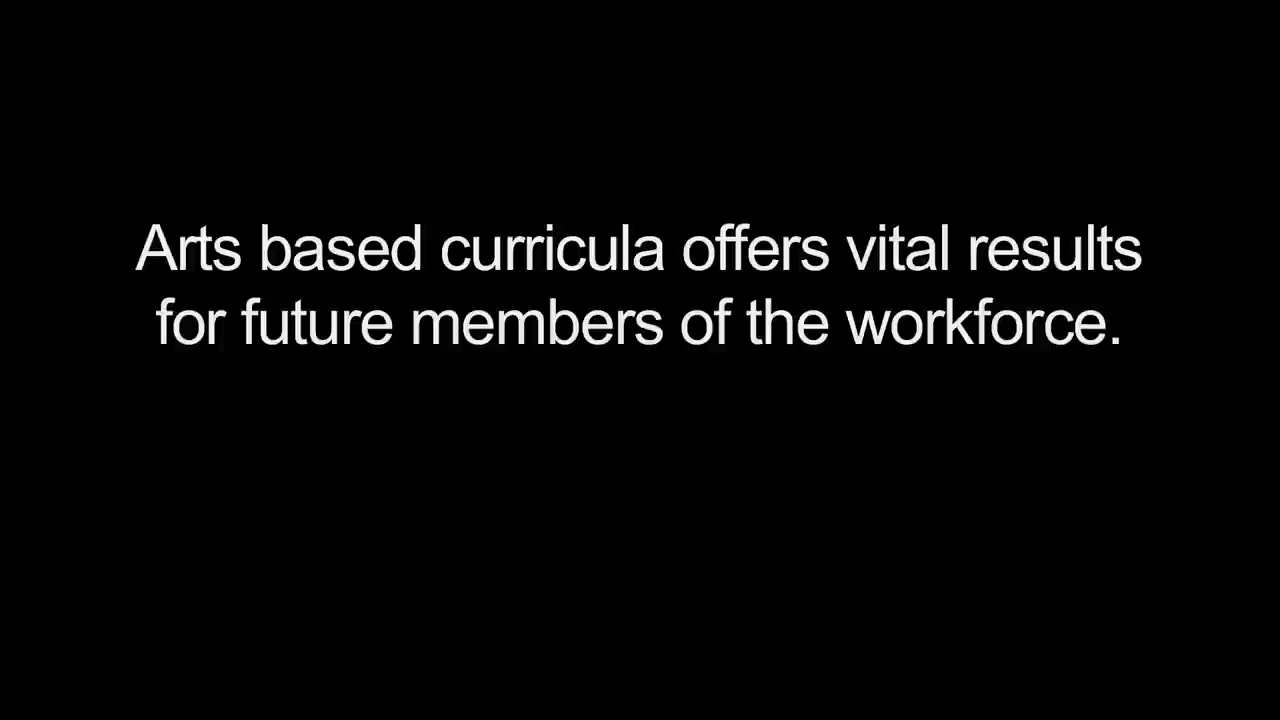 Arts based curricula offers vital results
for future members of the workforce.